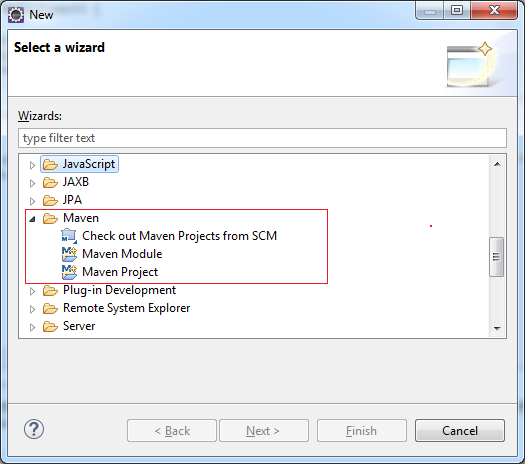 New
Select a wizard
Wizards:
type filter text
JavaScript
JAXB
JPA
Maven
Check out Maven Projects from SCM
Maven Module
Maven Project
Plug-in Development
Remote System Explorer
Server
? < Back Next > Finish Cancel